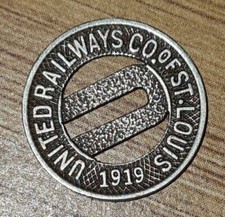 UNITED RAILWAYS CO. OF ST. LOUIS
1919